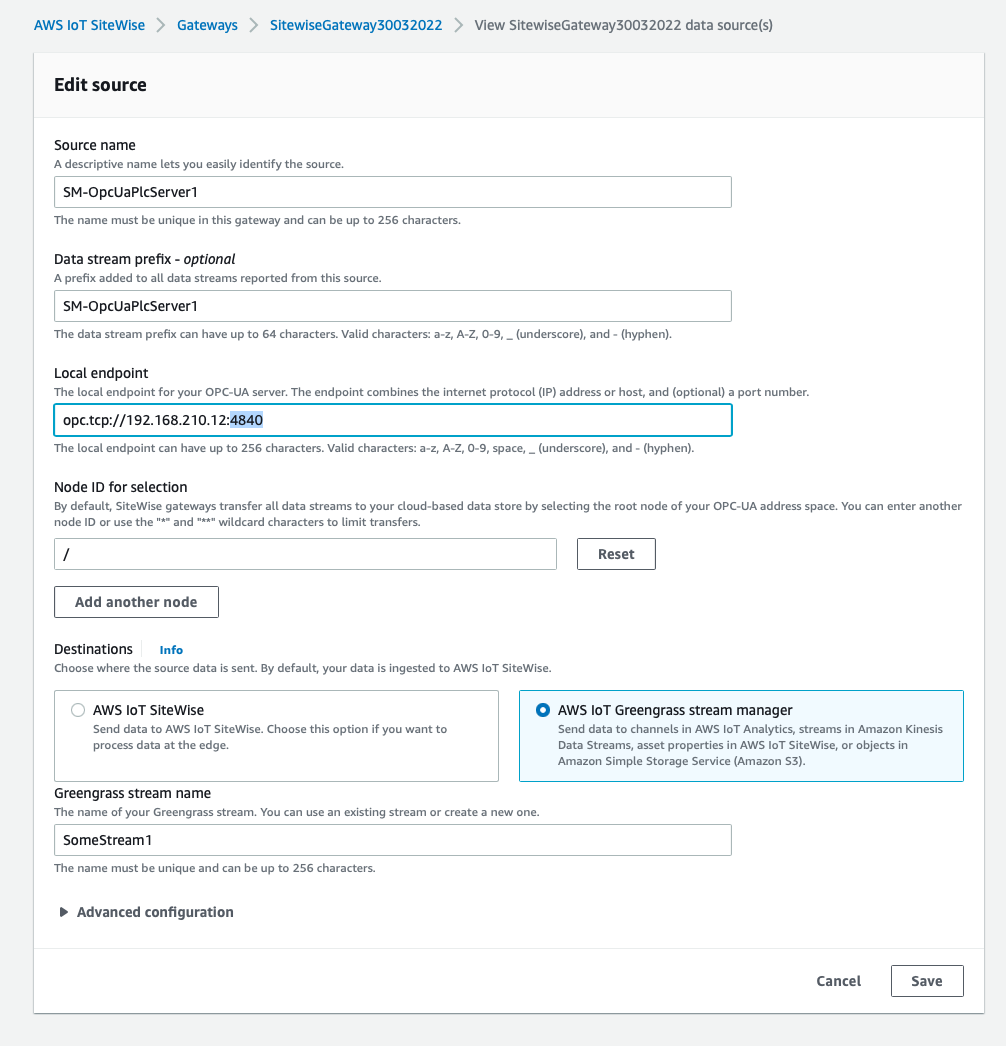 AWS IoT SiteWise > Gateways > SitewiseGateway30032022 > View SitewiseGateway30032022 data source(s)
Edit source
Source name
A descriptive name lets you easily identify the source.
SM-OpcUaPlcServer1
The name must be unique in this gateway and can be up to 256 characters.
Data stream prefix - optional
A prefix added to all data streams reported from this source.
SM-OpcUaPlcServer1
The data stream prefix can have up to 64 characters. Valid characters: a-z, A-Z, 0-9, _ (underscore), and - (hyphen).
Local endpoint
The local endpoint for your OPC-UA server. The endpoint combines the internet protocol (IP) address or host, and (optional) a port number.
opc.tcp://192.168.210.12:4840
The local endpoint can have up to 256 characters. Valid characters: a-z, A-Z, 0-9, space, _ (underscore), and - (hyphen).
Node ID for selection
By default, SiteWise gateways transfer all data streams to your cloud-based data store by selecting the root node of your OPC-UA address space. You can enter another
node ID or use the "*" and "**" wildcard characters to limit transfers.
/
Reset
Add another node
Destinations
Info
Choose where the source data is sent. By default, your data is ingested to AWS IoT SiteWise.
AWS IoT SiteWise
Send data to AWS IoT SiteWise. Choose this option if you want to
process data at the edge.
AWS IoT Greengrass stream manager
Send data to channels in AWS IoT Analytics, streams in Amazon Kinesis
Data Streams, asset properties in AWS IoT SiteWise, or objects in
Amazon Simple Storage Service (Amazon S3).
Greengrass stream name
The name of your Greengrass stream. You can use an existing stream or create a new one.
SomeStream1
The name must be unique and can be up to 256 characters.
Advanced configuration
Cancel
Save